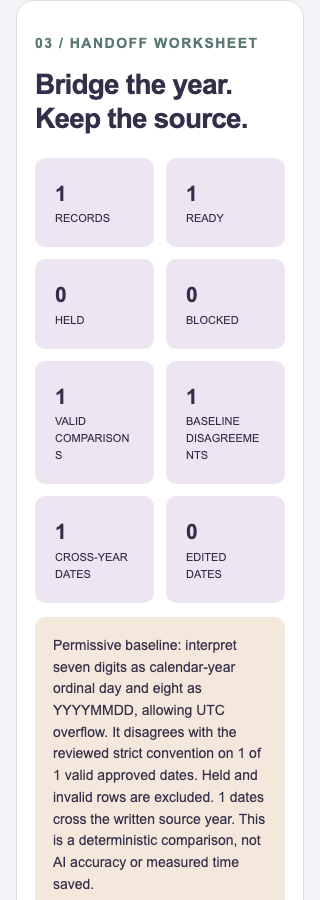 03 / HANDOFF WORKSHEET
Bridge the year.
Keep the source.
1
RECORDS
1
READY
0
HELD
0
BLOCKED
1
VALID
COMPARISON
S
1
BASELINE
DISAGREEME
NTS
1
CROSS-YEAR
DATES
0
EDITED
DATES
Permissive baseline: interpret
seven digits as calendar-year
ordinal day and eight as
YYYYMMDD, allowing UTC
overflow. It disagrees with the
reviewed strict convention on 1 of
1 valid approved dates. Held and
invalid rows are excluded. 1 dates
cross the written source year. This
is a deterministic comparison, not
AI accuracy or measured time
saved.